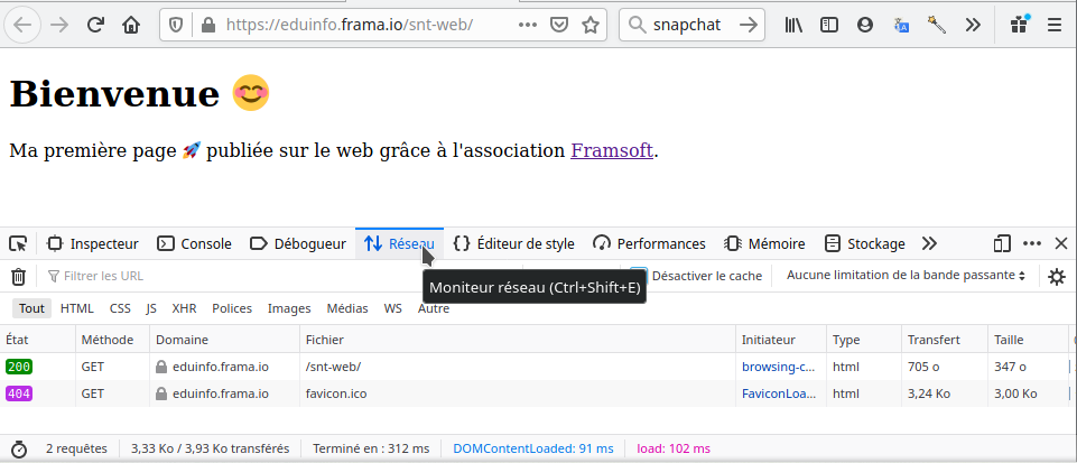 https://eduinfo.frama.io/snt-web/ snapchat
Bienvenue 😊
Ma première page 🚀 publiée sur le web grâce à l'association Framsoft.
Inspecteur Console Débogueur Réseau Éditeur de style Performances Mémoire Stockage
Filtrer les URL Désactiver le cache Aucune limitation de la bande passante
Moniteur réseau (Ctrl+Shift+E)
Tout HTML CSS JS XHR Polices Images Médias WS Autre
État Méthode Domaine Fichier Initiateur Type Transfert Taille
200 GET eduinfo.frama.io /snt-web/ browsing-c... html 705 o 347 o
404 GET eduinfo.frama.io favicon.ico FaviconLoa... html 3,24 Ko 3,00 Ko
2 requêtes 3,33 Ko / 3,93 Ko transférés Terminé en : 312 ms DOMContentLoaded: 91 ms load: 102 ms